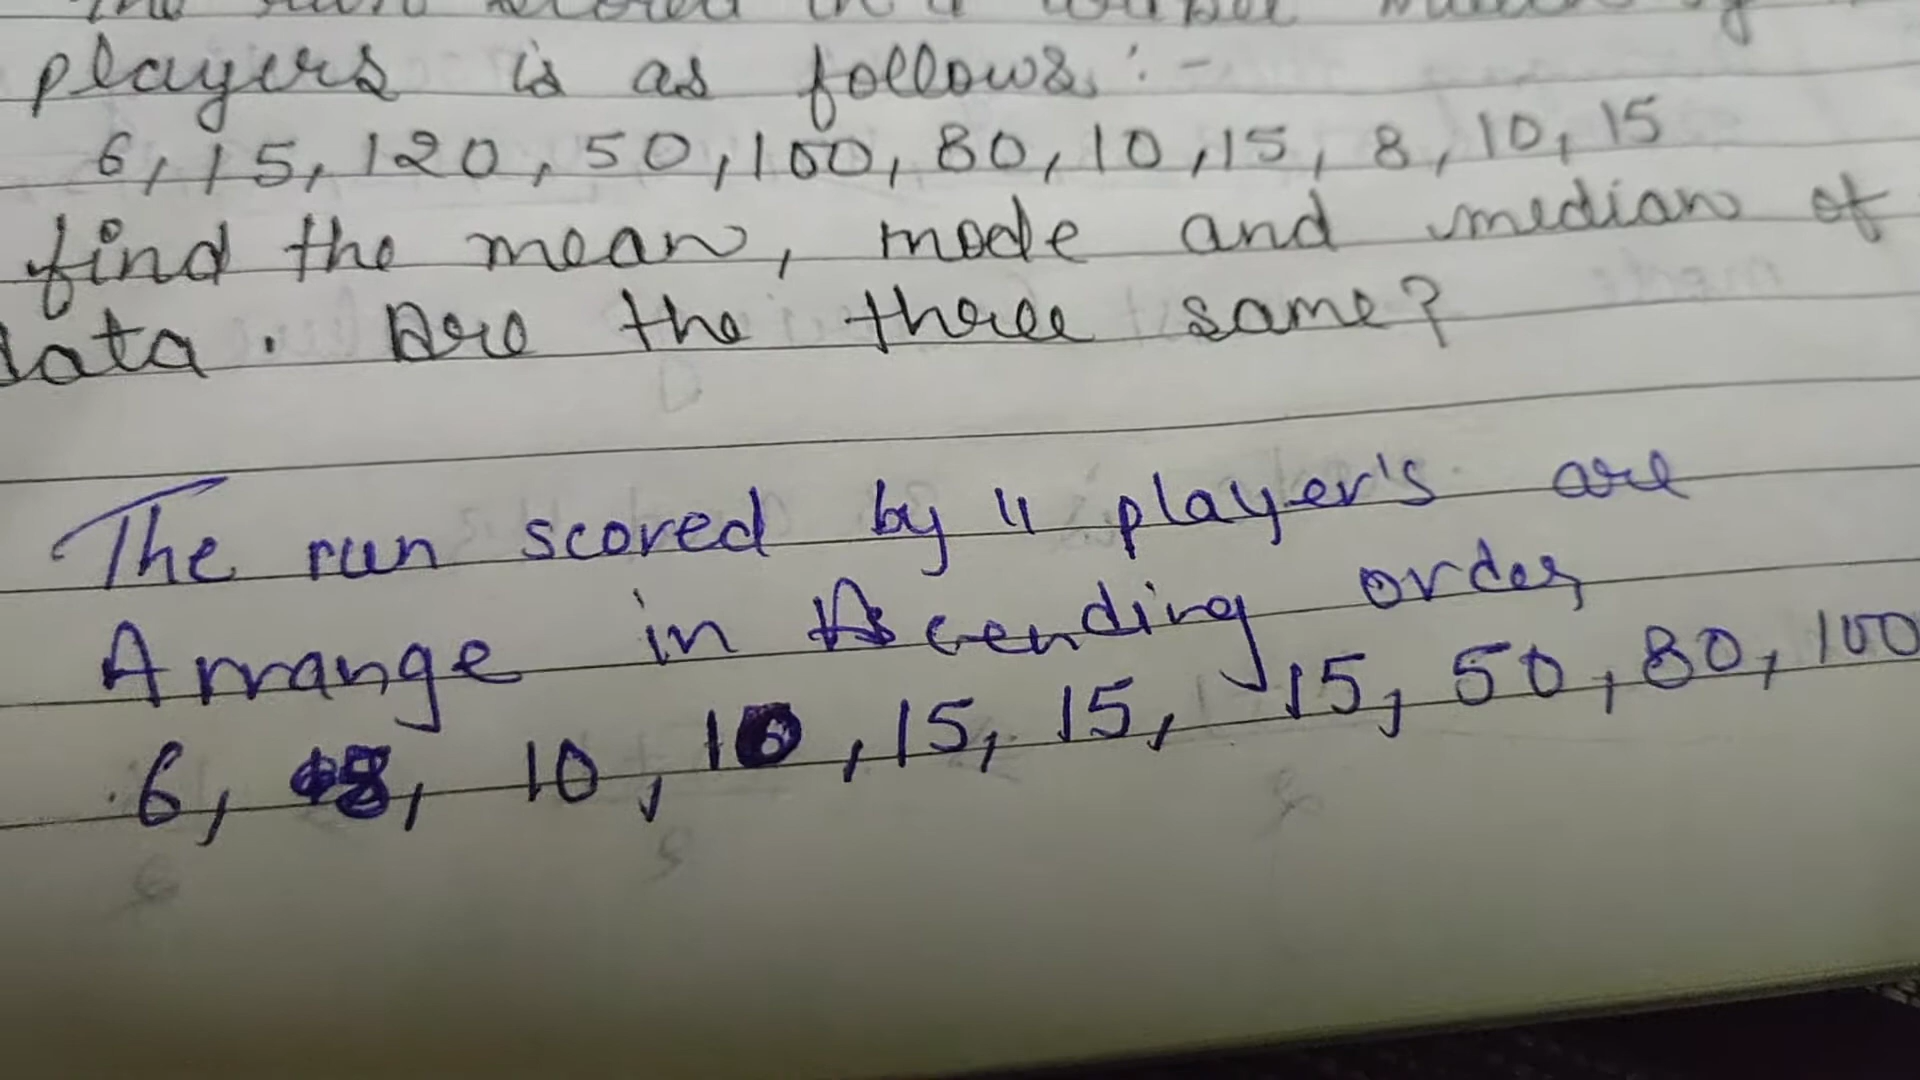 players is as follows :-
6, 15, 120, 50, 100, 80, 10, 15, 8, 10, 15
find the mean, mode and median of
data. Are the three same?
The run scored by 11 player's are
Arrange in Ascending order
6, 8, 10, 10, 15, 15, 15, 50, 80, 100